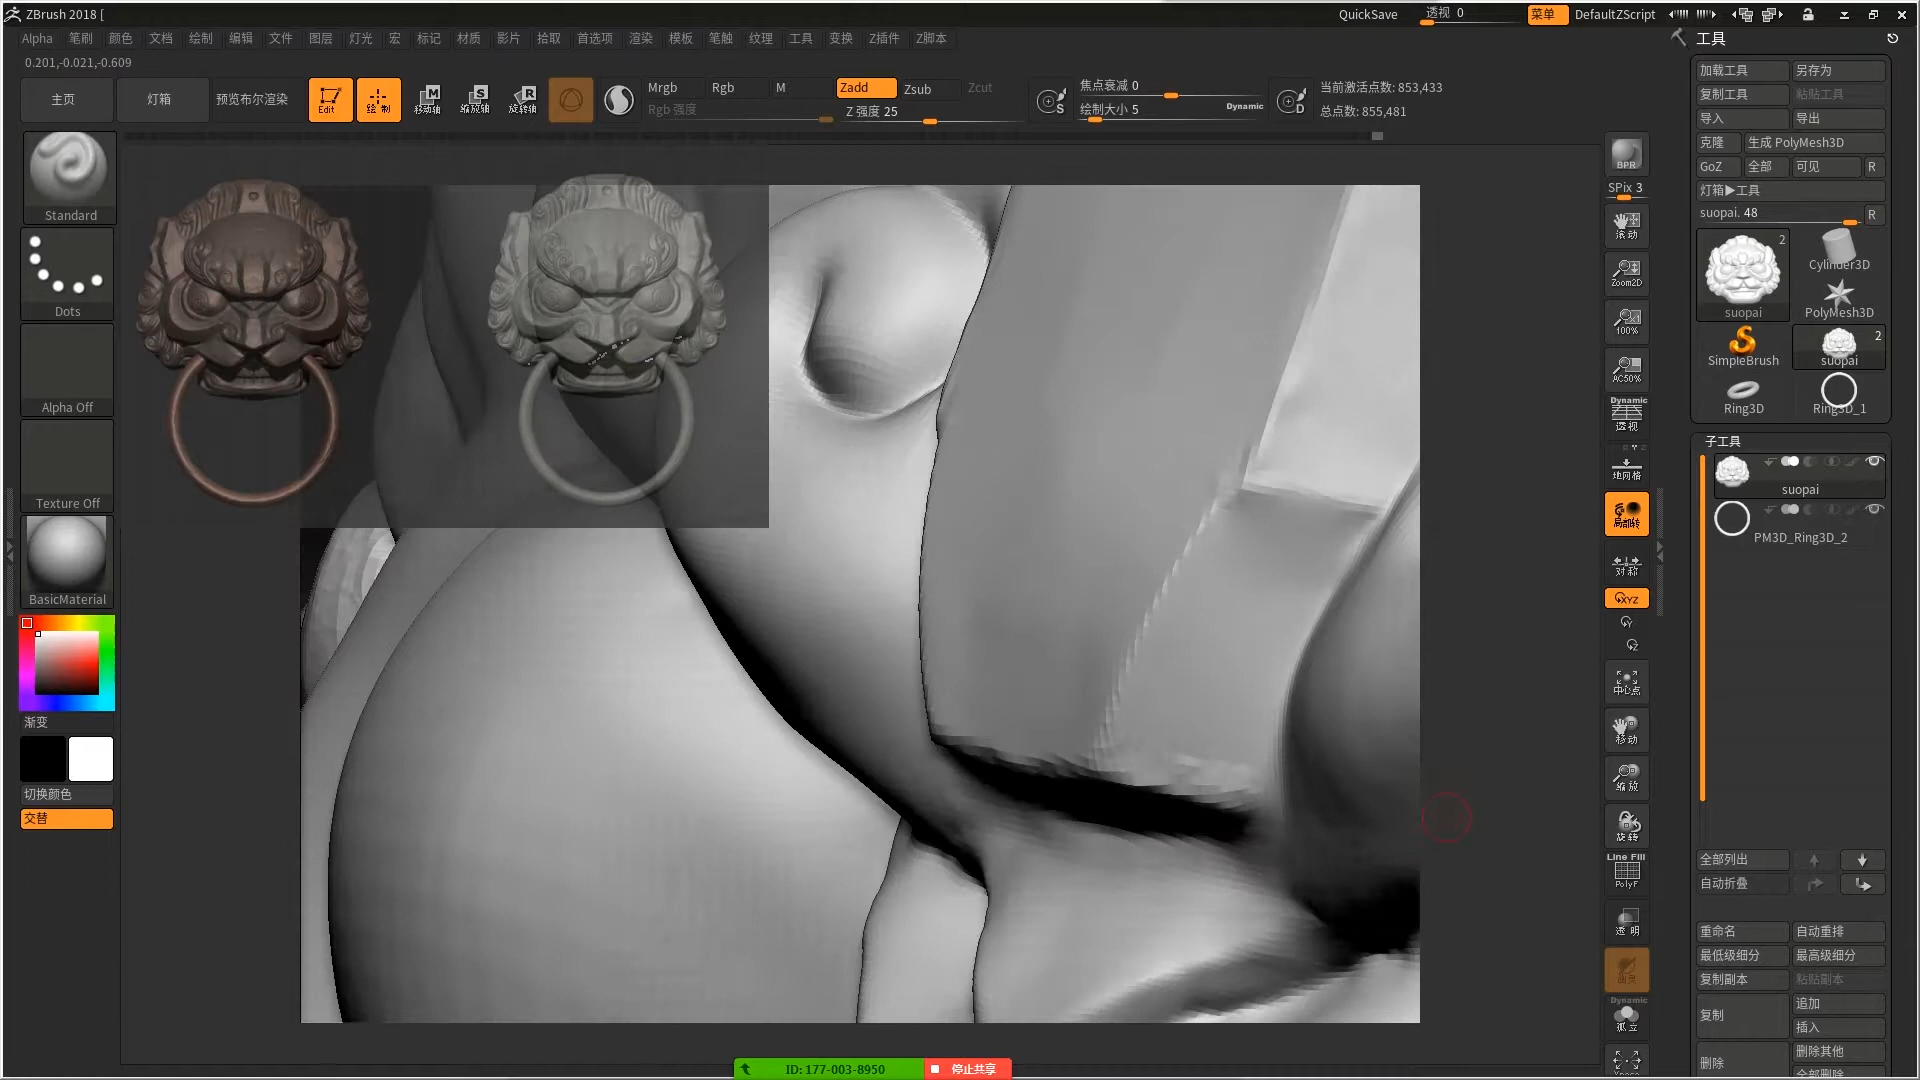 ZBrush 2018 [
QuickSave
透视 0
菜单
DefaultZScript
Alpha 笔刷 颜色 文档 绘制 编辑 文件 图层 灯光 宏 标记 材质 影片 拾取 首选项 渲染 模板 笔触 纹理 工具 变换 Z插件 Z脚本
工具
0.201,-0.021,-0.609
主页
灯箱
预览布尔渲染
Edit
绘制
移动轴
缩放轴
旋转轴
Mrgb Rgb M
Rgb 强度
Zadd Zsub Zcut
Z 强度 25
焦点衰减 0
绘制大小 5
Dynamic
当前激活点数: 853,433
总点数: 855,481
Standard
Dots
Alpha Off
Texture Off
BasicMaterial
渐变
切换颜色
交替
BPR
SPix 3
滚动
Zoom2D
100%
AC50%
Dynamic
透视
地网格
局部转
对称
XYZ
Y
Z
中心点
移动
缩放
旋转
Line Fill
PolyF
透明
Dynamic
孤立
加载工具 另存为
复制工具 粘贴工具
导入 导出
克隆 生成 PolyMesh3D
GoZ 全部 可见 R
灯箱▶工具
suopai. 48 R
2
suopai
Cylinder3D
PolyMesh3D
SimpleBrush
2
suopai
Ring3D
Ring3D_1
子工具
suopai
PM3D_Ring3D_2
全部列出
自动折叠
重命名 自动重排
最低级细分 最高级细分
复制副本 粘贴副本
复制 追加
插入
删除 删除其他
全部删除
ID: 177-003-8950
停止共享